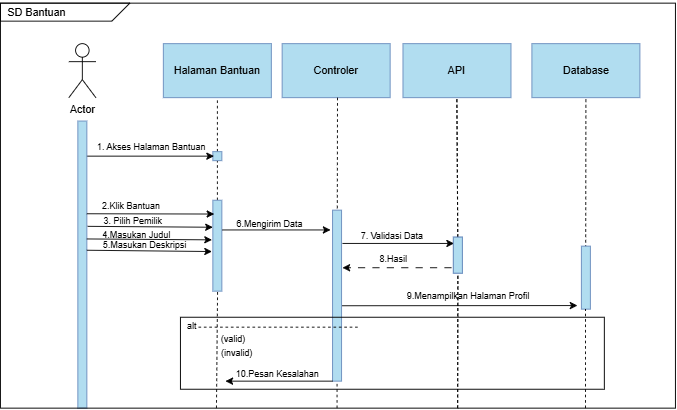 SD Bantuan
Halaman Bantuan
Controler
API
Database
Actor
1. Akses Halaman Bantuan
2.Klik Bantuan
3. Pilih Pemilik
4.Masukan Judul
5.Masukan Deskripsi
6.Mengirim Data
7. Validasi Data
8.Hasil
9.Menampilkan Halaman Profil
alt
(valid)
(invalid)
10.Pesan Kesalahan